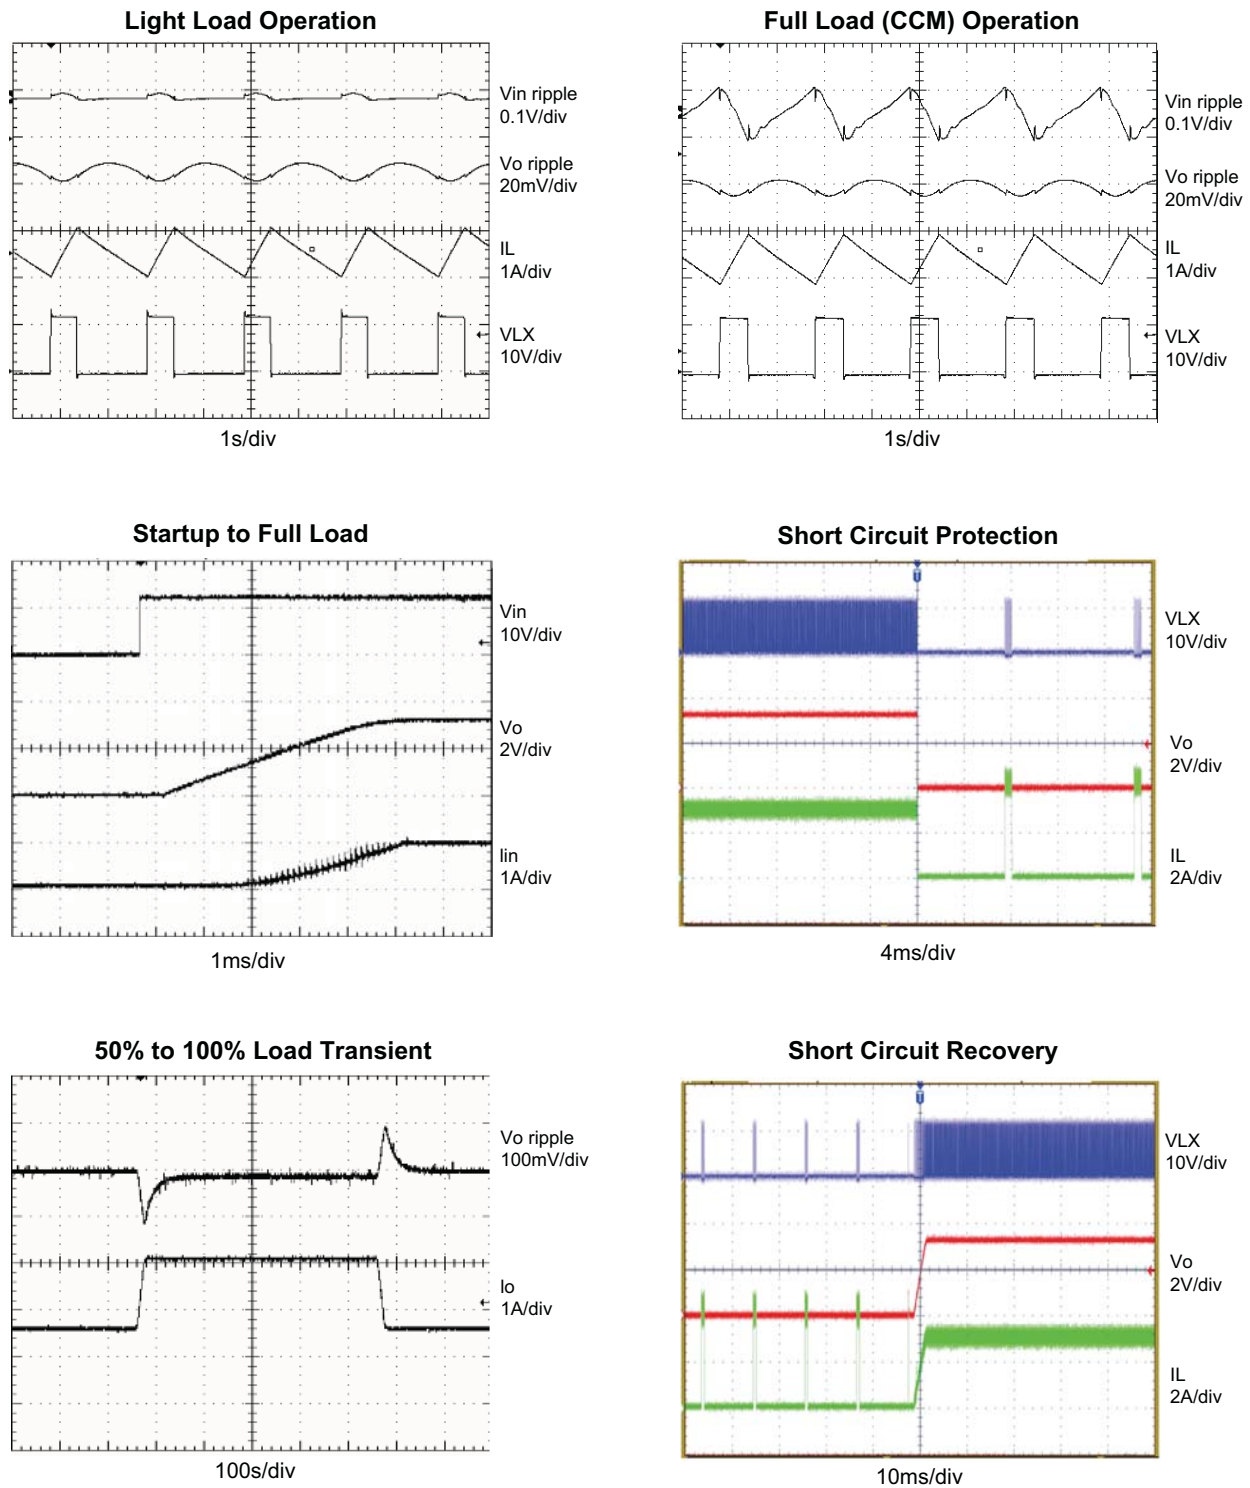 Light Load Operation
Vin ripple
0.1V/div
Vo ripple
20mV/div
IL
1A/div
VLX
10V/div
1s/div
Full Load (CCM) Operation
Vin ripple
0.1V/div
Vo ripple
20mV/div
IL
1A/div
VLX
10V/div
1s/div
Startup to Full Load
Vin
10V/div
Vo
2V/div
Iin
1A/div
1ms/div
Short Circuit Protection
VLX
10V/div
Vo
2V/div
IL
2A/div
4ms/div
50% to 100% Load Transient
Vo ripple
100mV/div
Io
1A/div
100s/div
Short Circuit Recovery
VLX
10V/div
Vo
2V/div
IL
2A/div
10ms/div